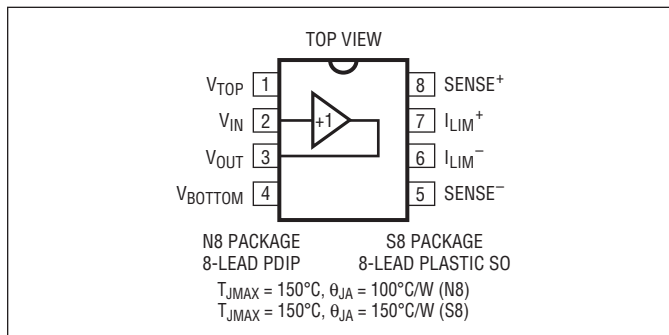 TOP VIEW
V_TOP 1
8 SENSE⁺
V_IN 2
+1
7 I_LIM⁺
V_OUT 3
6 I_LIM⁻
V_BOTTOM 4
5 SENSE⁻
N8 PACKAGE
8-LEAD PDIP
S8 PACKAGE
8-LEAD PLASTIC SO
T_JMAX = 150°C, θ_JA = 100°C/W (N8)
T_JMAX = 150°C, θ_JA = 150°C/W (S8)